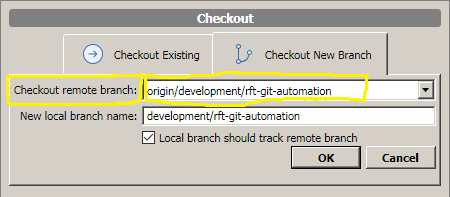 Checkout
Checkout Existing
Checkout New Branch
Checkout remote branch: origin/development/rft-git-automation
New local branch name: development/rft-git-automation
Local branch should track remote branch
OK Cancel